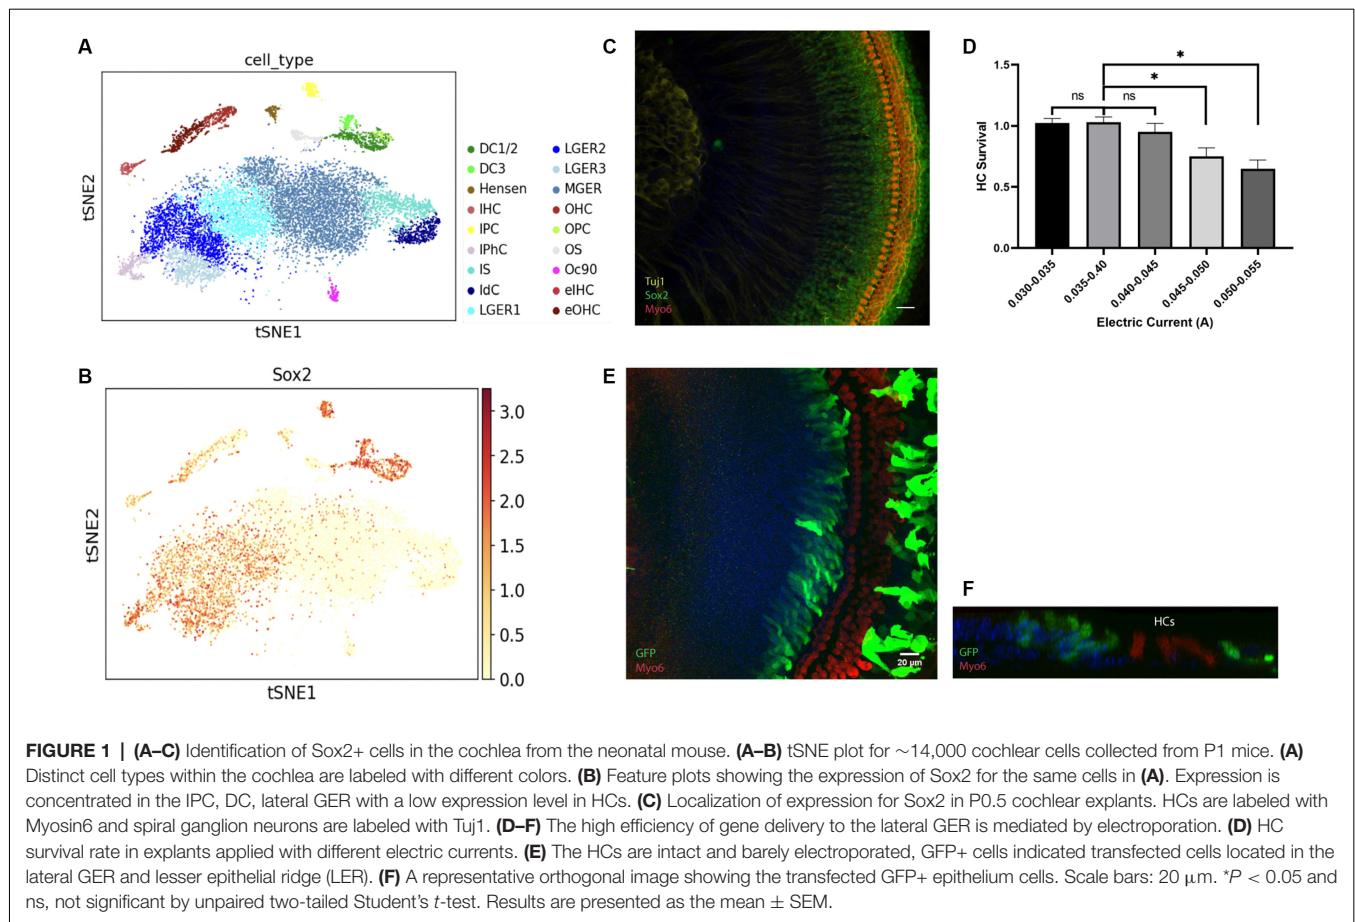 A
cell_type
tSNE2
tSNE1
DC1/2
DC3
Hensen
IHC
IPC
IPhC
IS
IdC
LGER1
LGER2
LGER3
MGER
OHC
OPC
OS
Oc90
eIHC
eOHC
B
Sox2
tSNE2
tSNE1
3.0
2.5
2.0
1.5
1.0
0.5
0.0
C
Tuj1
Sox2
Myo6
D
HC Survival
1.5
1.0
0.5
0.0
ns
ns
*
*
0.030-0.035
0.035-0.40
0.040-0.045
0.045-0.050
0.050-0.055
Electric Current (A)
E
GFP
Myo6
20 μm
F
HCs
GFP
Myo6
FIGURE 1 | (A–C) Identification of Sox2+ cells in the cochlea from the neonatal mouse. (A–B) tSNE plot for ∼14,000 cochlear cells collected from P1 mice. (A)
Distinct cell types within the cochlea are labeled with different colors. (B) Feature plots showing the expression of Sox2 for the same cells in (A). Expression is
concentrated in the IPC, DC, lateral GER with a low expression level in HCs. (C) Localization of expression for Sox2 in P0.5 cochlear explants. HCs are labeled with
Myosin6 and spiral ganglion neurons are labeled with Tuj1. (D–F) The high efficiency of gene delivery to the lateral GER is mediated by electroporation. (D) HC
survival rate in explants applied with different electric currents. (E) The HCs are intact and barely electroporated, GFP+ cells indicated transfected cells located in the
lateral GER and lesser epithelial ridge (LER). (F) A representative orthogonal image showing the transfected GFP+ epithelium cells. Scale bars: 20 μm. *P < 0.05 and
ns, not significant by unpaired two-tailed Student's t-test. Results are presented as the mean ± SEM.